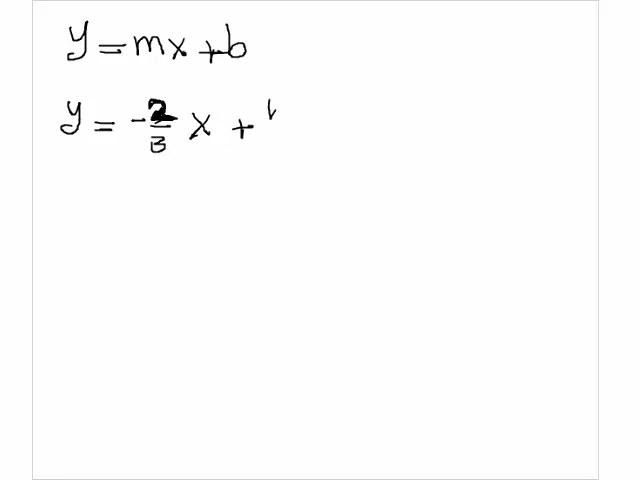 y = mx + b
y = -2/3 x +